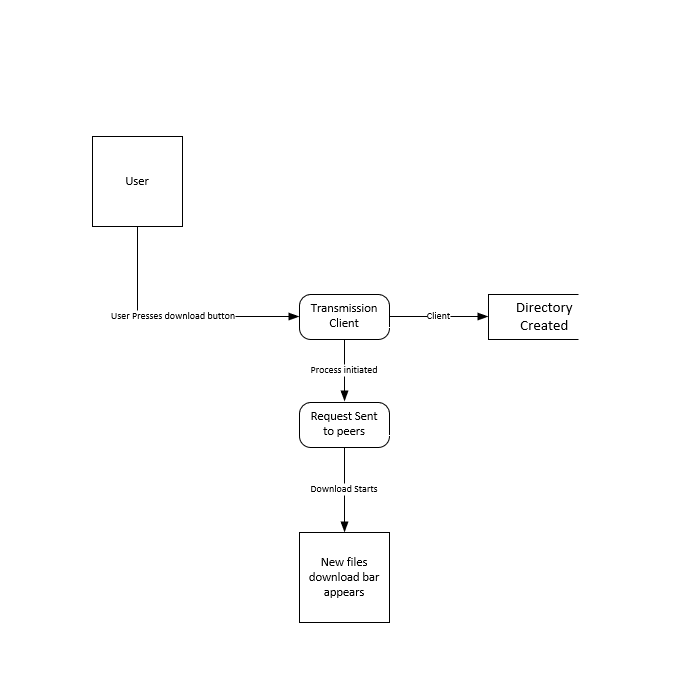 User
User Presses download button
Transmission
Client
Client
Directory
Created
Process initiated
Request Sent
to peers
Download Starts
New files
download bar
appears